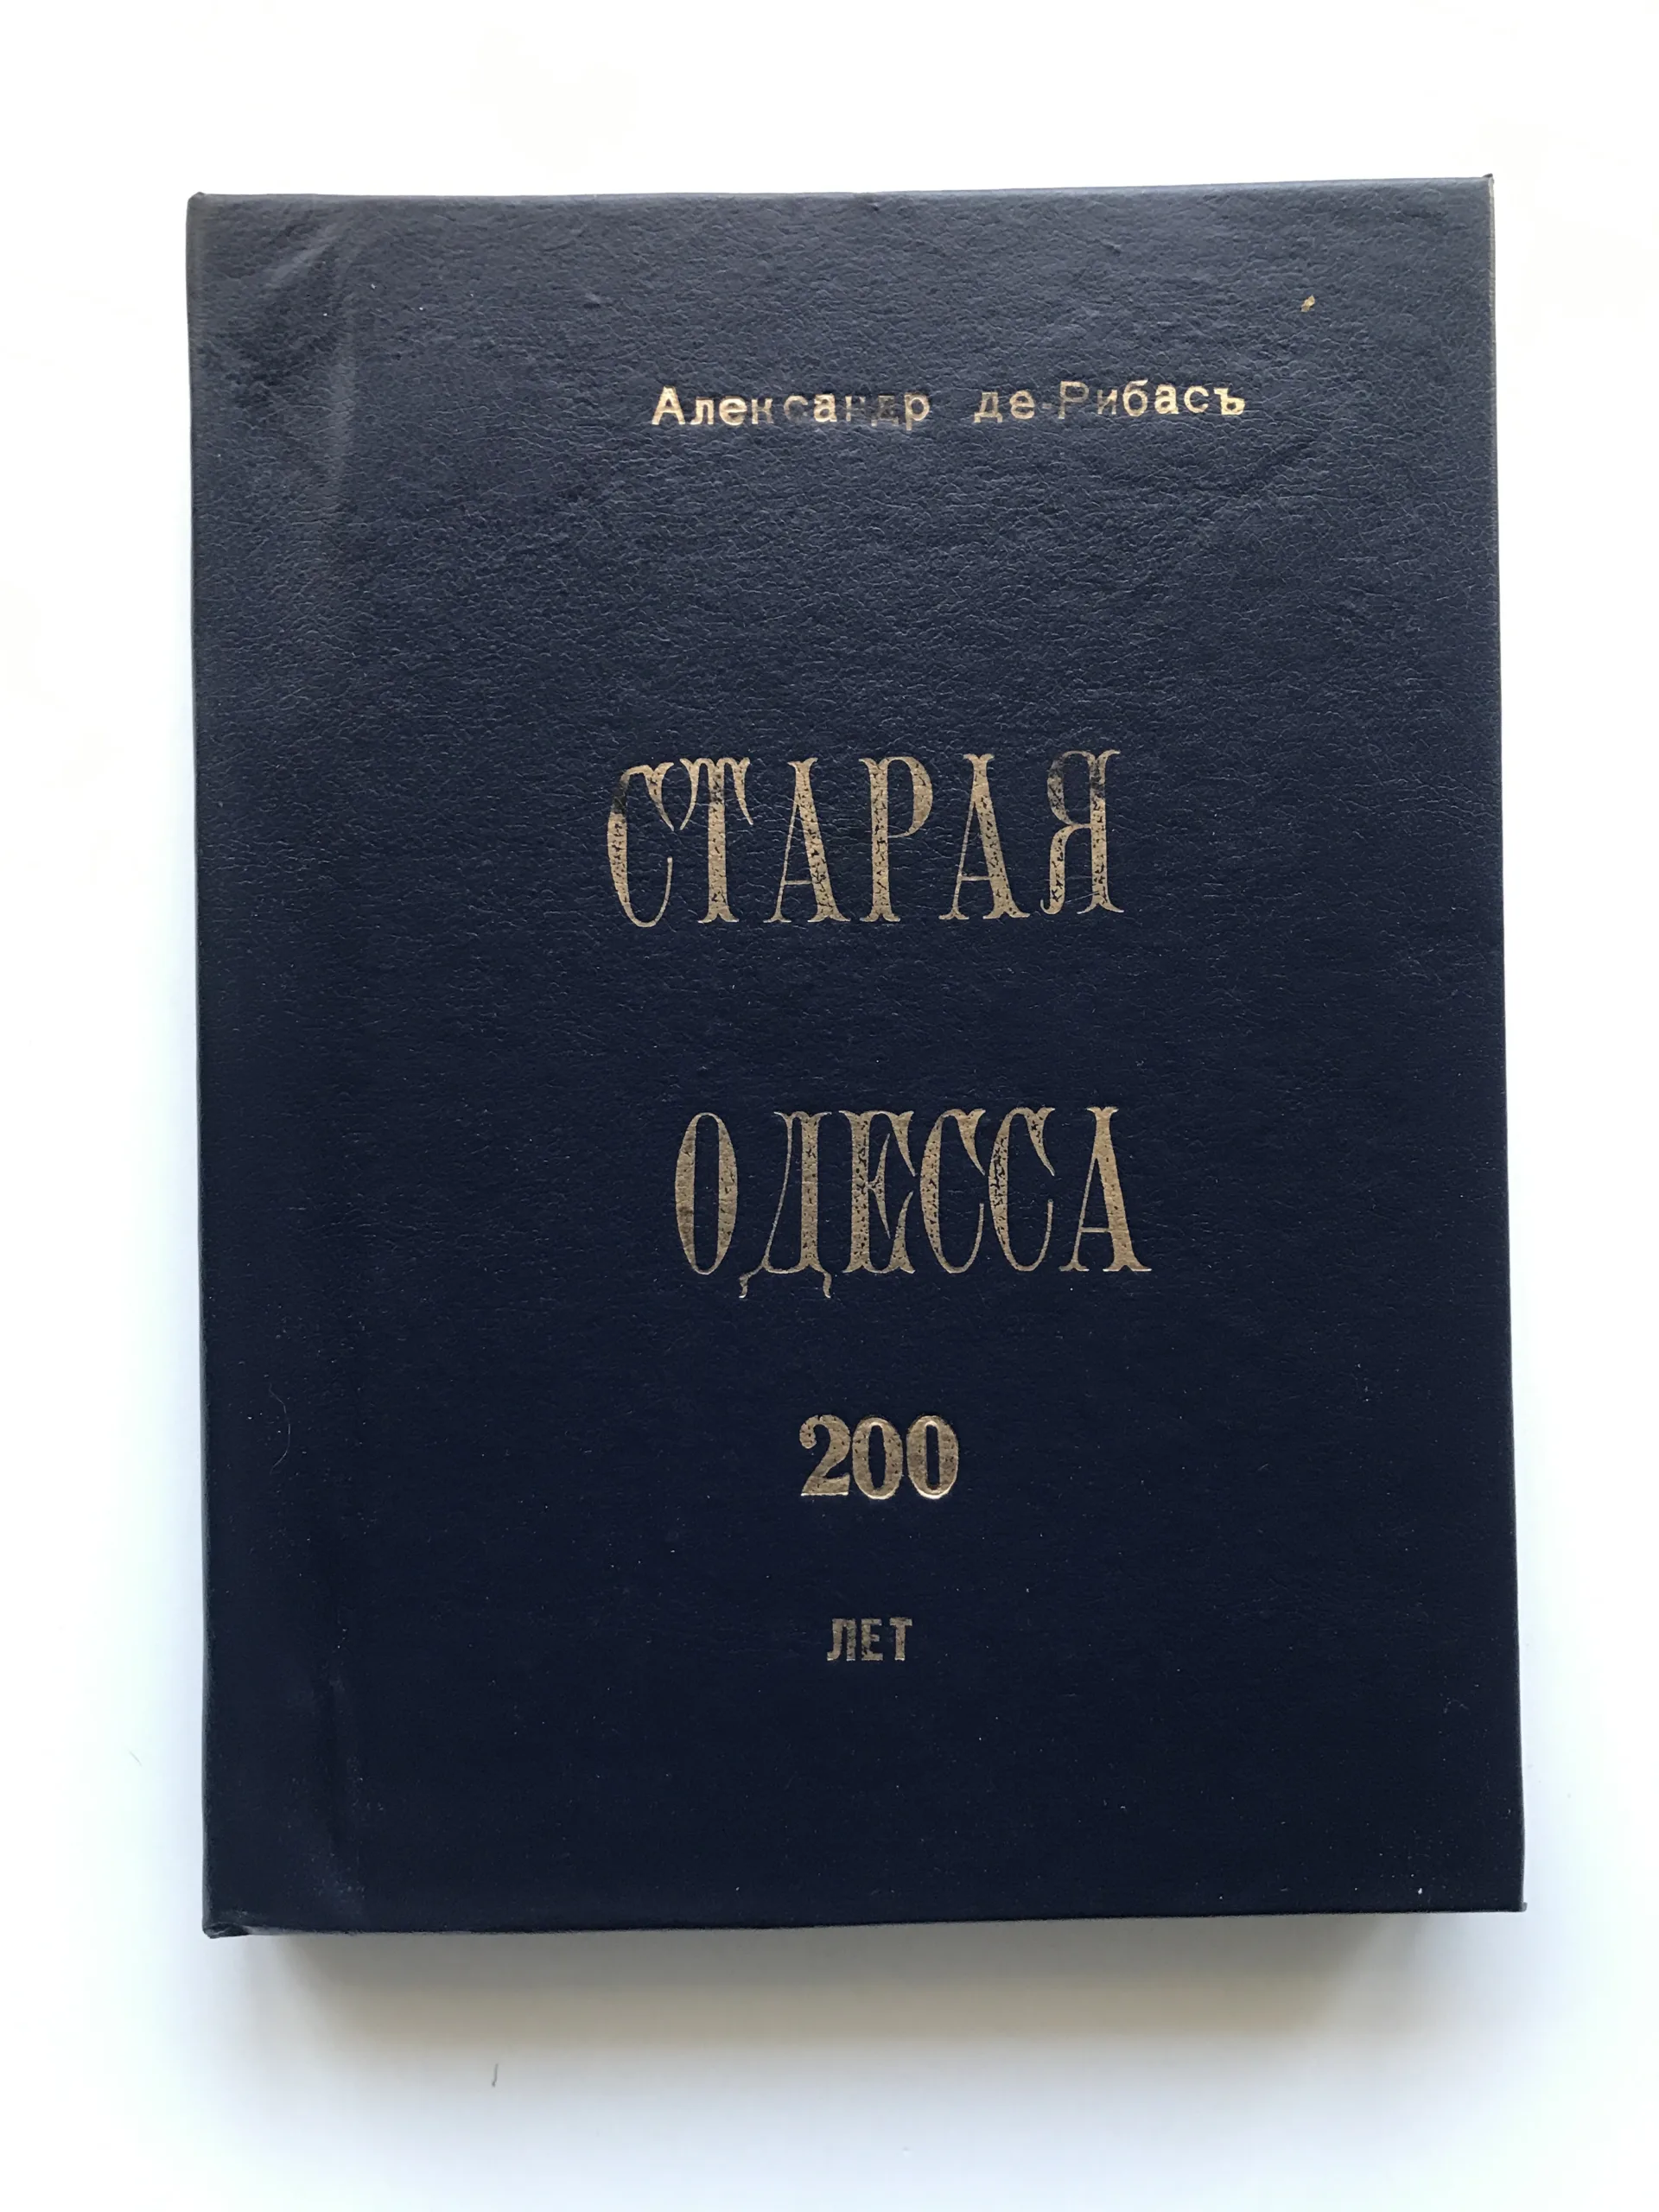 Александр де-Рибасъ
СТАРАЯ
ОДЕССА
200
ЛЕТ